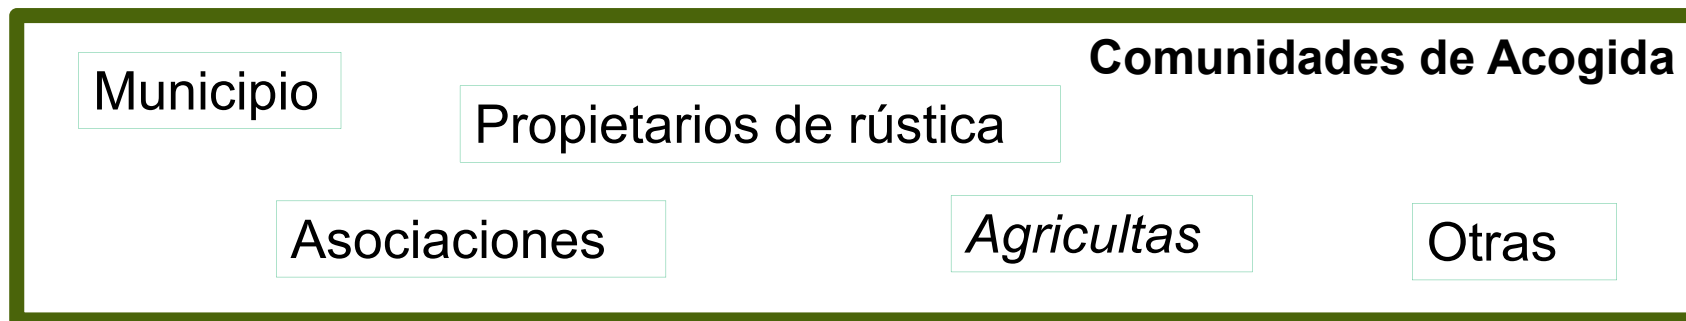 Comunidades de Acogida
Municipio
Propietarios de rústica
Asociaciones
Agricultas
Otras